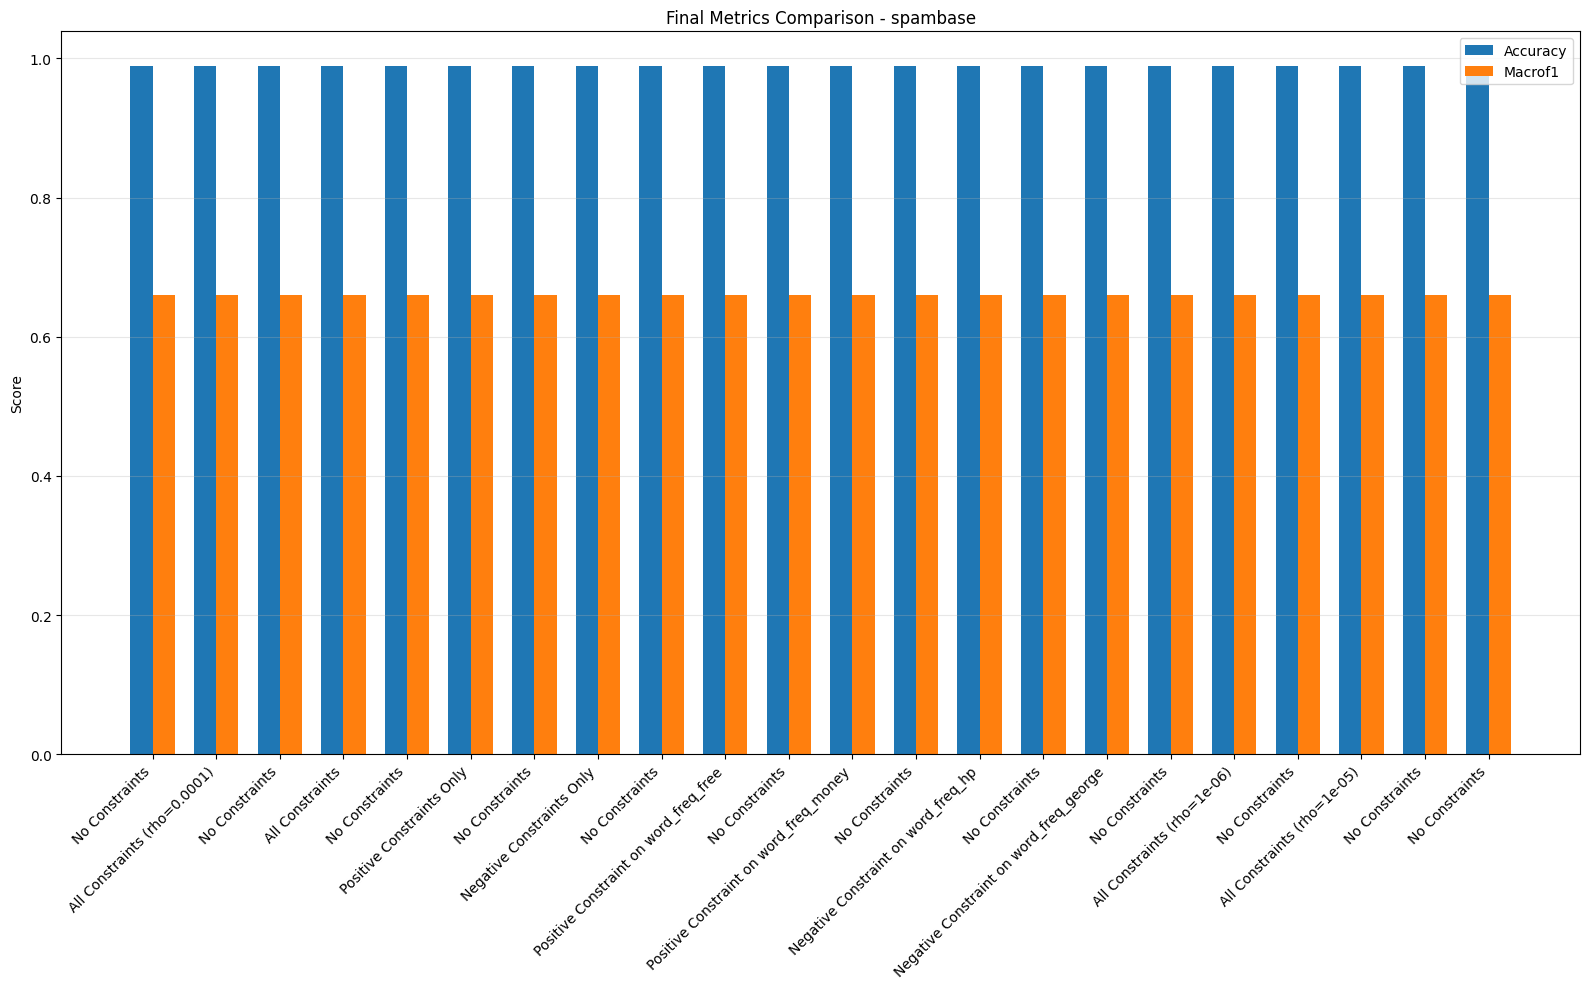 Final Metrics Comparison - spambase
Accuracy
Macrof1
Score
1.0
0.8
0.6
0.4
0.2
0.0
No Constraints
All Constraints (rho=0.0001)
No Constraints
All Constraints
No Constraints
Positive Constraints Only
No Constraints
Negative Constraints Only
No Constraints
Positive Constraint on word_freq_free
No Constraints
Positive Constraint on word_freq_money
No Constraints
Negative Constraint on word_freq_hp
No Constraints
Negative Constraint on word_freq_george
No Constraints
All Constraints (rho=1e-06)
No Constraints
All Constraints (rho=1e-05)
No Constraints
No Constraints